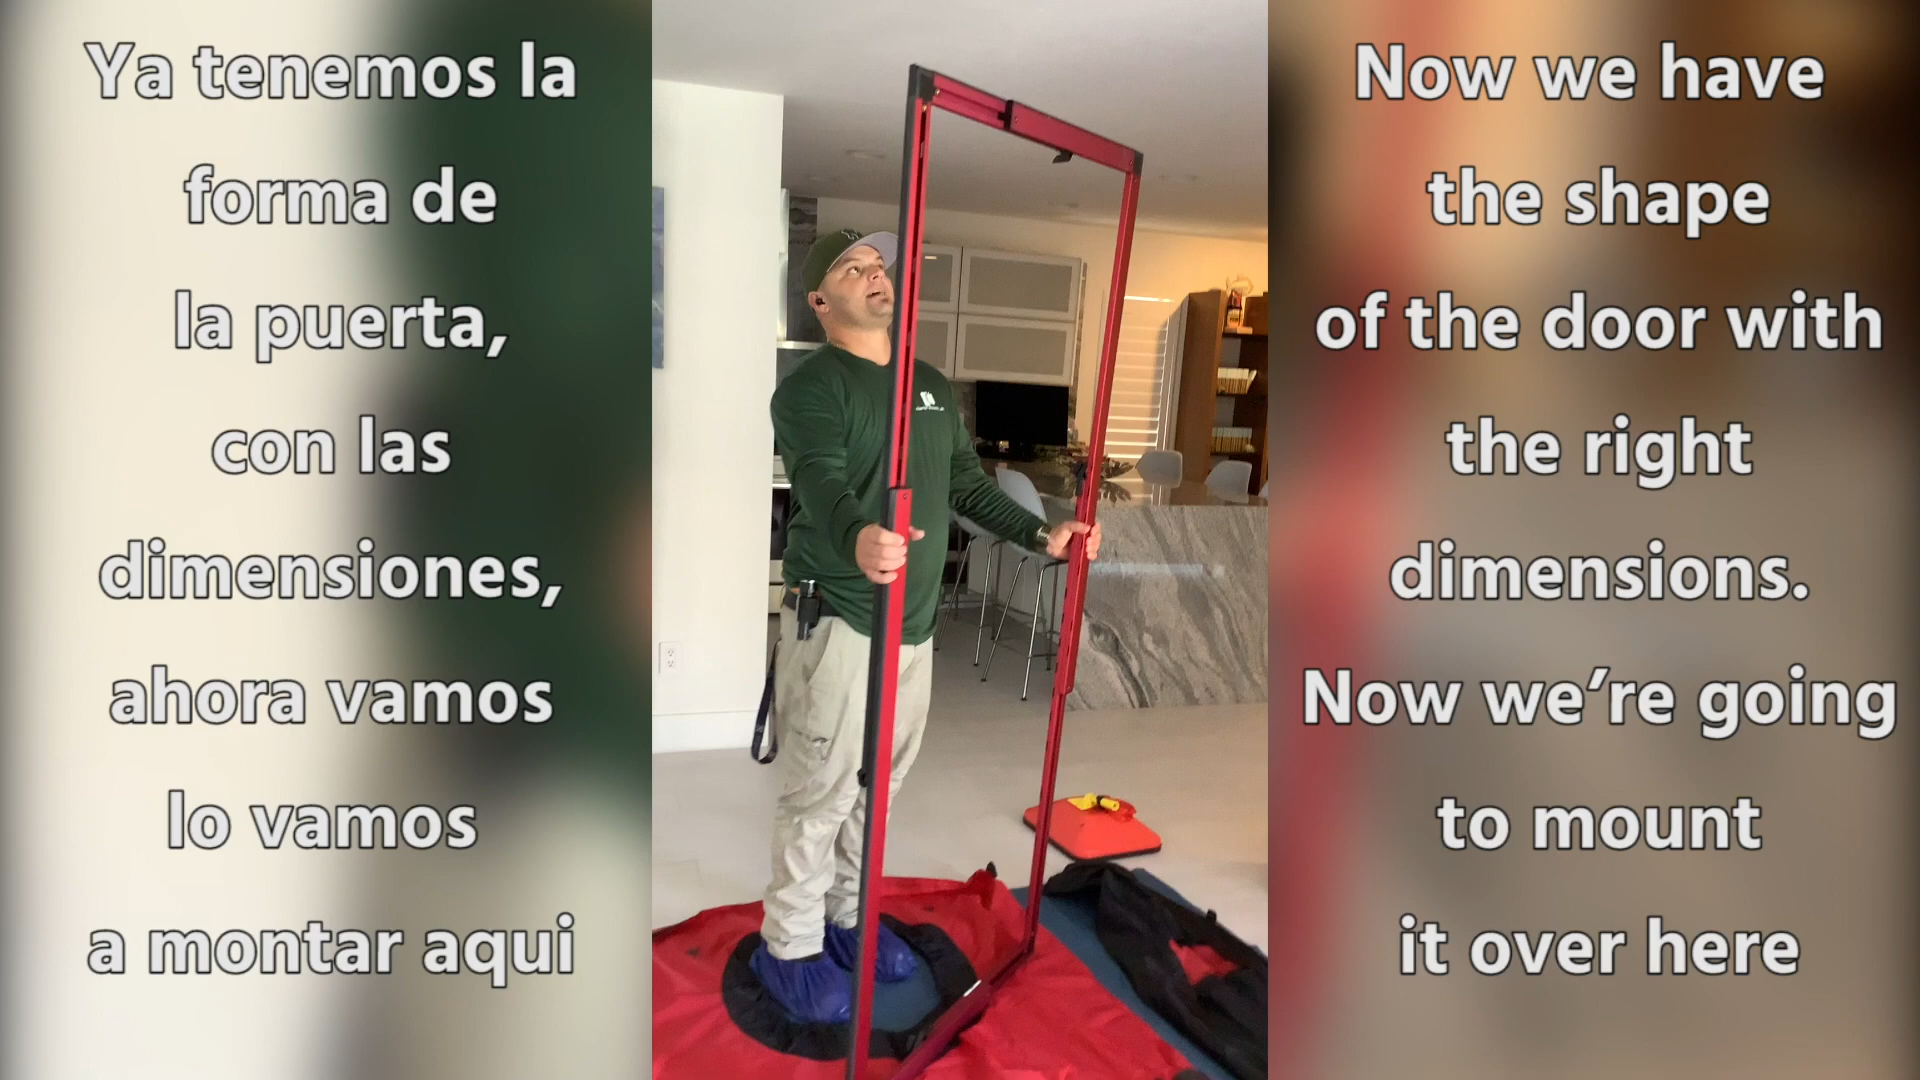 Ya tenemos la
forma de
la puerta,
con las
dimensiones,
ahora vamos
lo vamos
a montar aqui
Now we have
the shape
of the door with
the right
dimensions.
Now we’re going
to mount
it over here